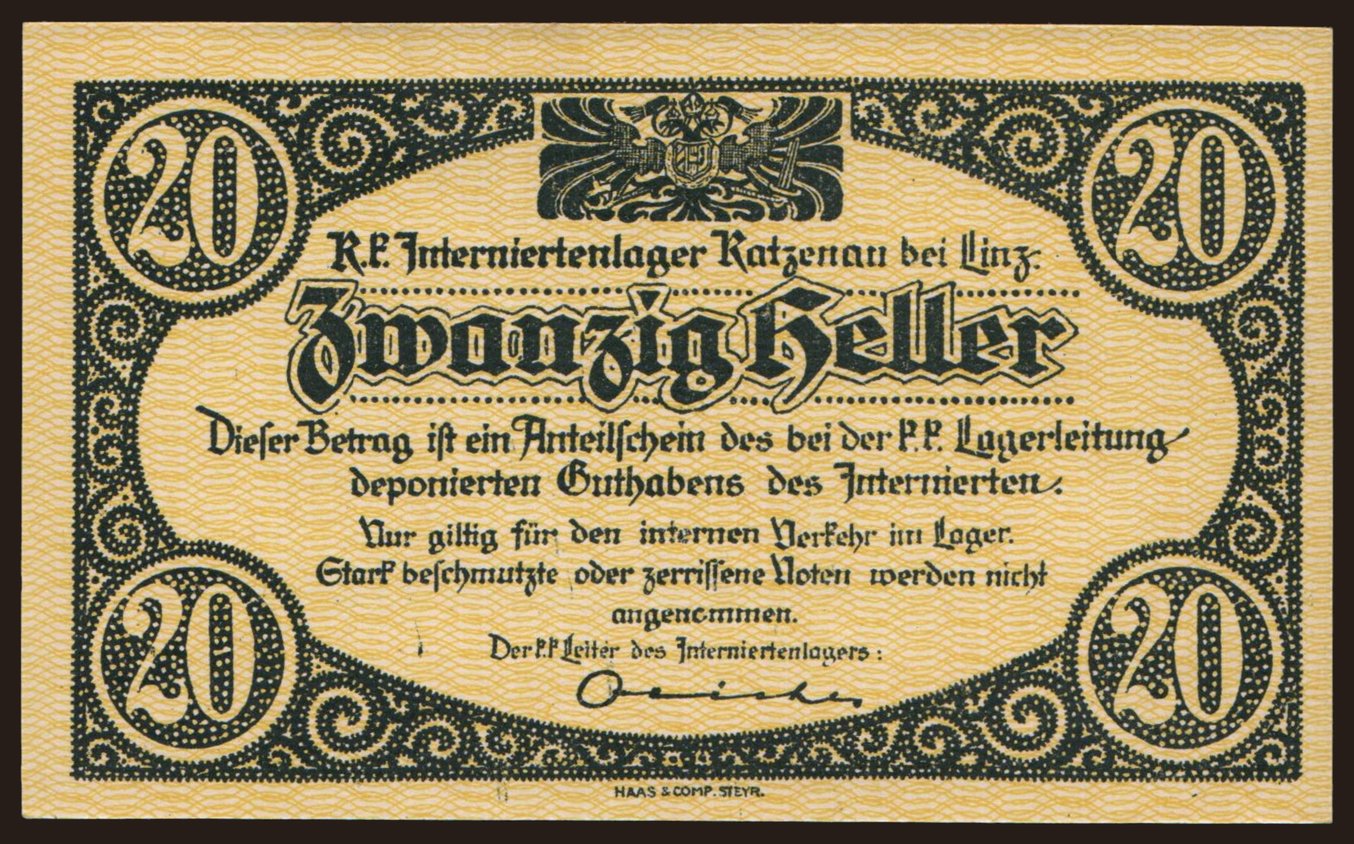 20 20
K.k. Interniertenlager Katzenau bei Linz.
Zwanzig Heller
Dieser Betrag ist ein Anteilschein des bei der k.k. Lagerleitung
deponierten Guthabens des Internierten.
Nur giltig für den internen Verkehr im Lager.
Stark beschmutzte oder zerrissene Noten werden nicht
angenommen.
Der k.k Leiter des Interniertenlagers:
20 20
HAAS & COMP. STEYR.